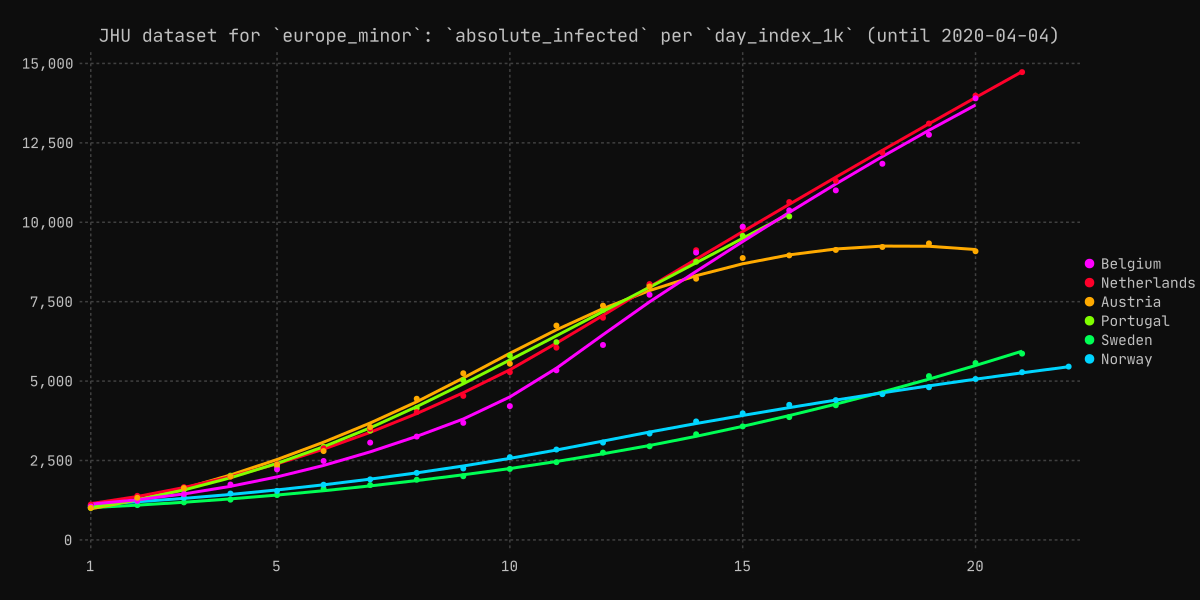 JHU dataset for `europe_minor`: `absolute_infected` per `day_index_1k` (until 2020-04-04)
15,000
12,500
10,000
7,500
5,000
2,500
0
1 5 10 15 20
Belgium
Netherlands
Austria
Portugal
Sweden
Norway